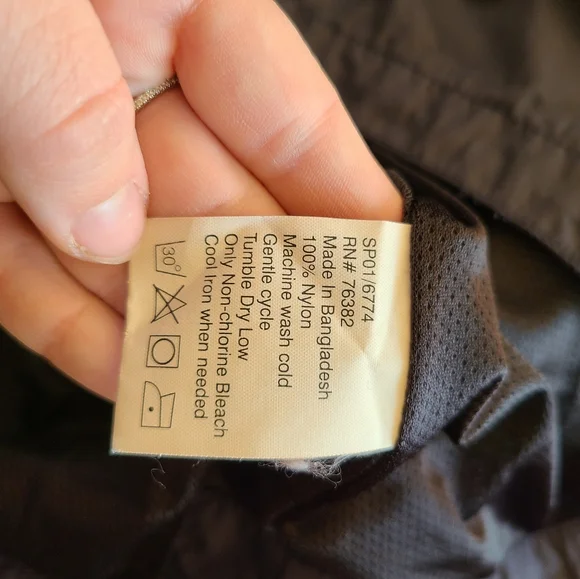 SP01/6774
RN# 76382
Made In Bangladesh
100% Nylon
Machine wash cold
Gentle cycle
Tumble Dry Low
Only Non-chlorine Bleach
Cool Iron when needed
30°